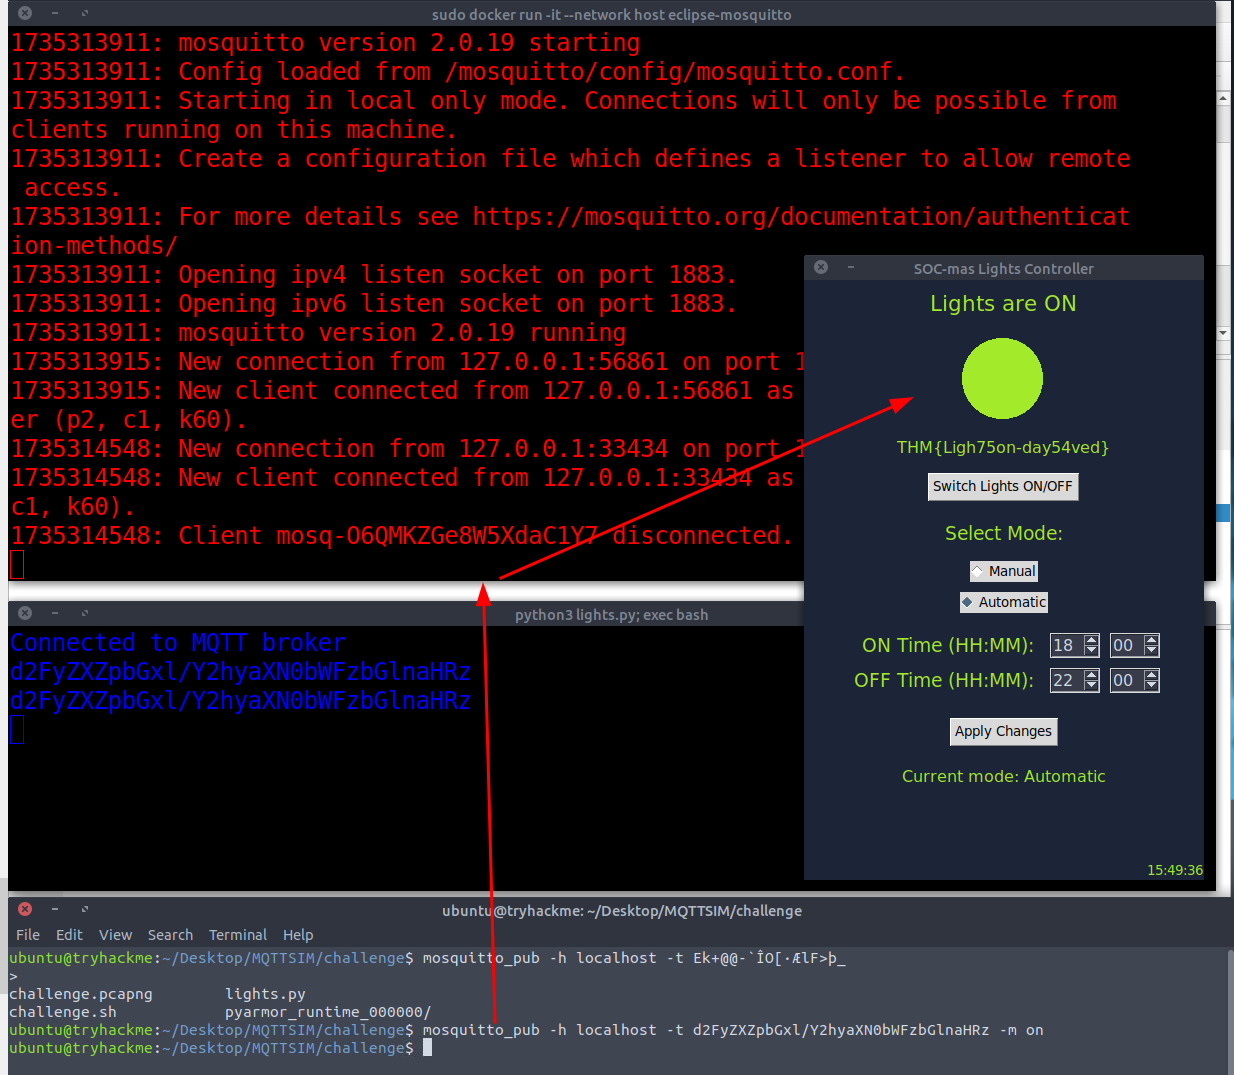 sudo docker run -it --network host eclipse-mosquitto
1735313911: mosquitto version 2.0.19 starting
1735313911: Config loaded from /mosquitto/config/mosquitto.conf.
1735313911: Starting in local only mode. Connections will only be possible from
clients running on this machine.
1735313911: Create a configuration file which defines a listener to allow remote
access.
1735313911: For more details see https://mosquitto.org/documentation/authenticat
ion-methods/
1735313911: Opening ipv4 listen socket on port 1883.
1735313911: Opening ipv6 listen socket on port 1883.
1735313911: mosquitto version 2.0.19 running
1735313915: New connection from 127.0.0.1:56861 on port 1
1735313915: New client connected from 127.0.0.1:56861 as
er (p2, c1, k60).
1735314548: New connection from 127.0.0.1:33434 on port 1
1735314548: New client connected from 127.0.0.1:33434 as
c1, k60).
1735314548: Client mosq-O6QMKZGe8W5XdaC1Y7 disconnected.
SOC-mas Lights Controller
Lights are ON
THM{Ligh75on-day54ved}
Switch Lights ON/OFF
Select Mode:
Manual
Automatic
ON Time (HH:MM): 18 00
OFF Time (HH:MM): 22 00
Apply Changes
Current mode: Automatic
15:49:36
python3 lights.py; exec bash
Connected to MQTT broker
d2FyZXZpbGxl/Y2hyaXN0bWFzbGlnaHRz
d2FyZXZpbGxl/Y2hyaXN0bWFzbGlnaHRz
ubuntu@tryhackme: ~/Desktop/MQTTSIM/challenge
File Edit View Search Terminal Help
ubuntu@tryhackme:~/Desktop/MQTTSIM/challenge$ mosquitto_pub -h localhost -t Ek+@@-`ÎO[·ÆlF>þ_
>
challenge.pcapng lights.py
challenge.sh pyarmor_runtime_000000/
ubuntu@tryhackme:~/Desktop/MQTTSIM/challenge$ mosquitto_pub -h localhost -t d2FyZXZpbGxl/Y2hyaXN0bWFzbGlnaHRz -m on
ubuntu@tryhackme:~/Desktop/MQTTSIM/challenge$